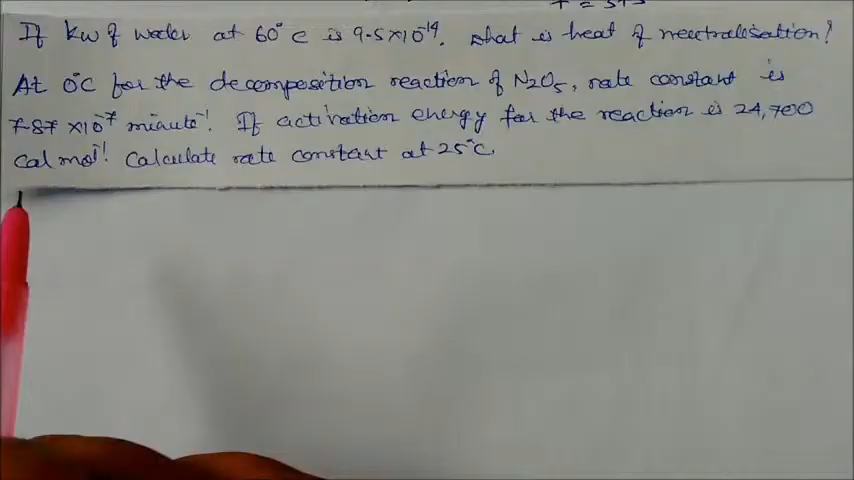 If Kw of water at 60°C is 9.5×10⁻¹⁴. What is heat of neutralisation?
At 0°C for the decomposition reaction of N₂O₅, rate constant is
7.87 ×10⁻⁷ minute⁻¹. If activation energy for the reaction is 24,700
cal mol⁻¹. Calculate rate constant at 25°C